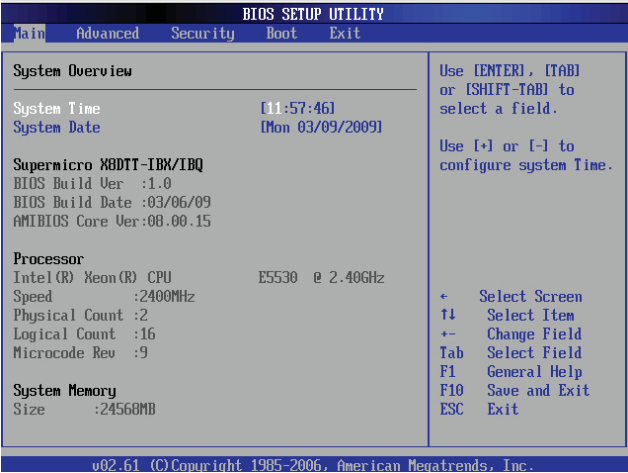 BIOS SETUP UTILITY
Main Advanced Security Boot Exit
System Overview
System Time [11:57:46]
System Date [Mon 03/09/2009]
Supermicro X8DTT-IBX/IBQ
BIOS Build Ver :1.0
BIOS Build Date :03/06/09
AMIBIOS Core Ver:08.00.15
Processor
Intel(R) Xeon(R) CPU E5530 @ 2.40GHz
Speed :2400MHz
Physical Count :2
Logical Count :16
Microcode Rev :9
System Memory
Size :24568MB
Use [ENTER], [TAB]
or [SHIFT-TAB] to
select a field.
Use [+] or [-] to
configure system Time.
← Select Screen
↑↓ Select Item
+- Change Field
Tab Select Field
F1 General Help
F10 Save and Exit
ESC Exit
v02.61 (C)Copyright 1985-2006, American Megatrends, Inc.